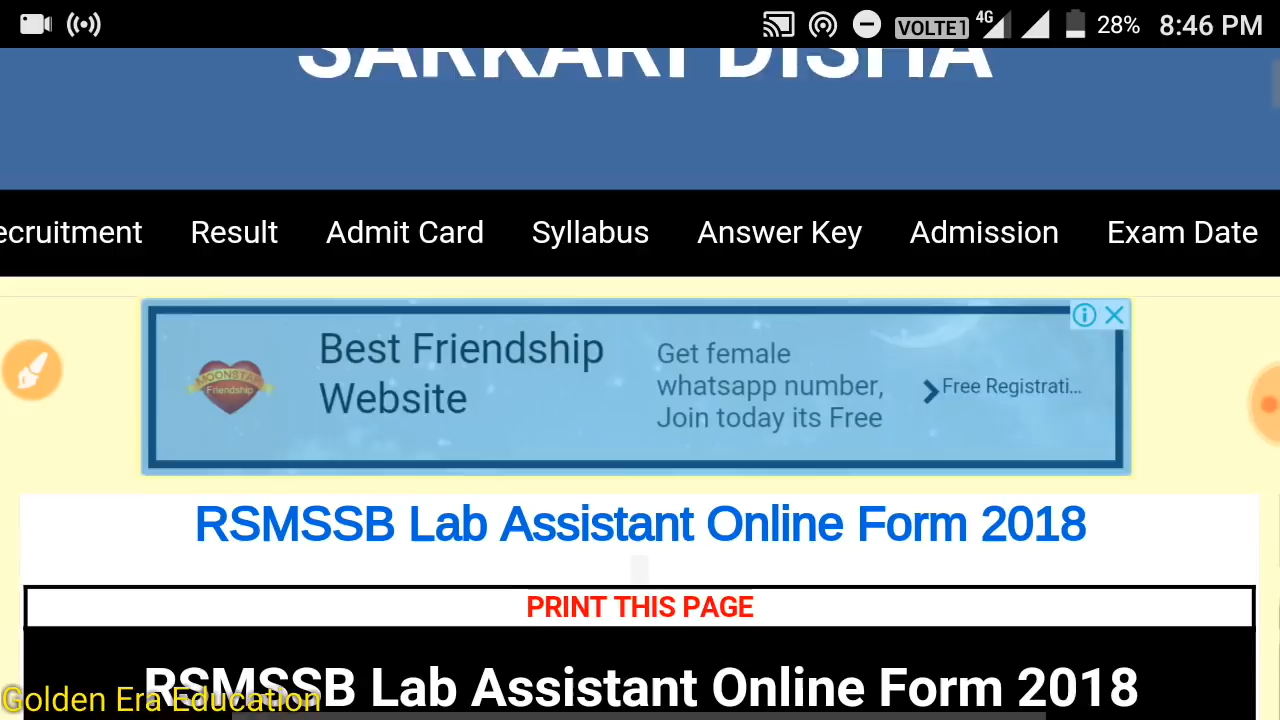 VOLTE1 4G 28% 8:46 PM
SARKARI DISHA
ecruitment Result Admit Card Syllabus Answer Key Admission Exam Date
Best Friendship
Website
Get female
whatsapp number,
Join today its Free
Free Registrati...
MOONSTAR
Friendship
RSMSSB Lab Assistant Online Form 2018
PRINT THIS PAGE
RSMSSB Lab Assistant Online Form 2018
Golden Era Education